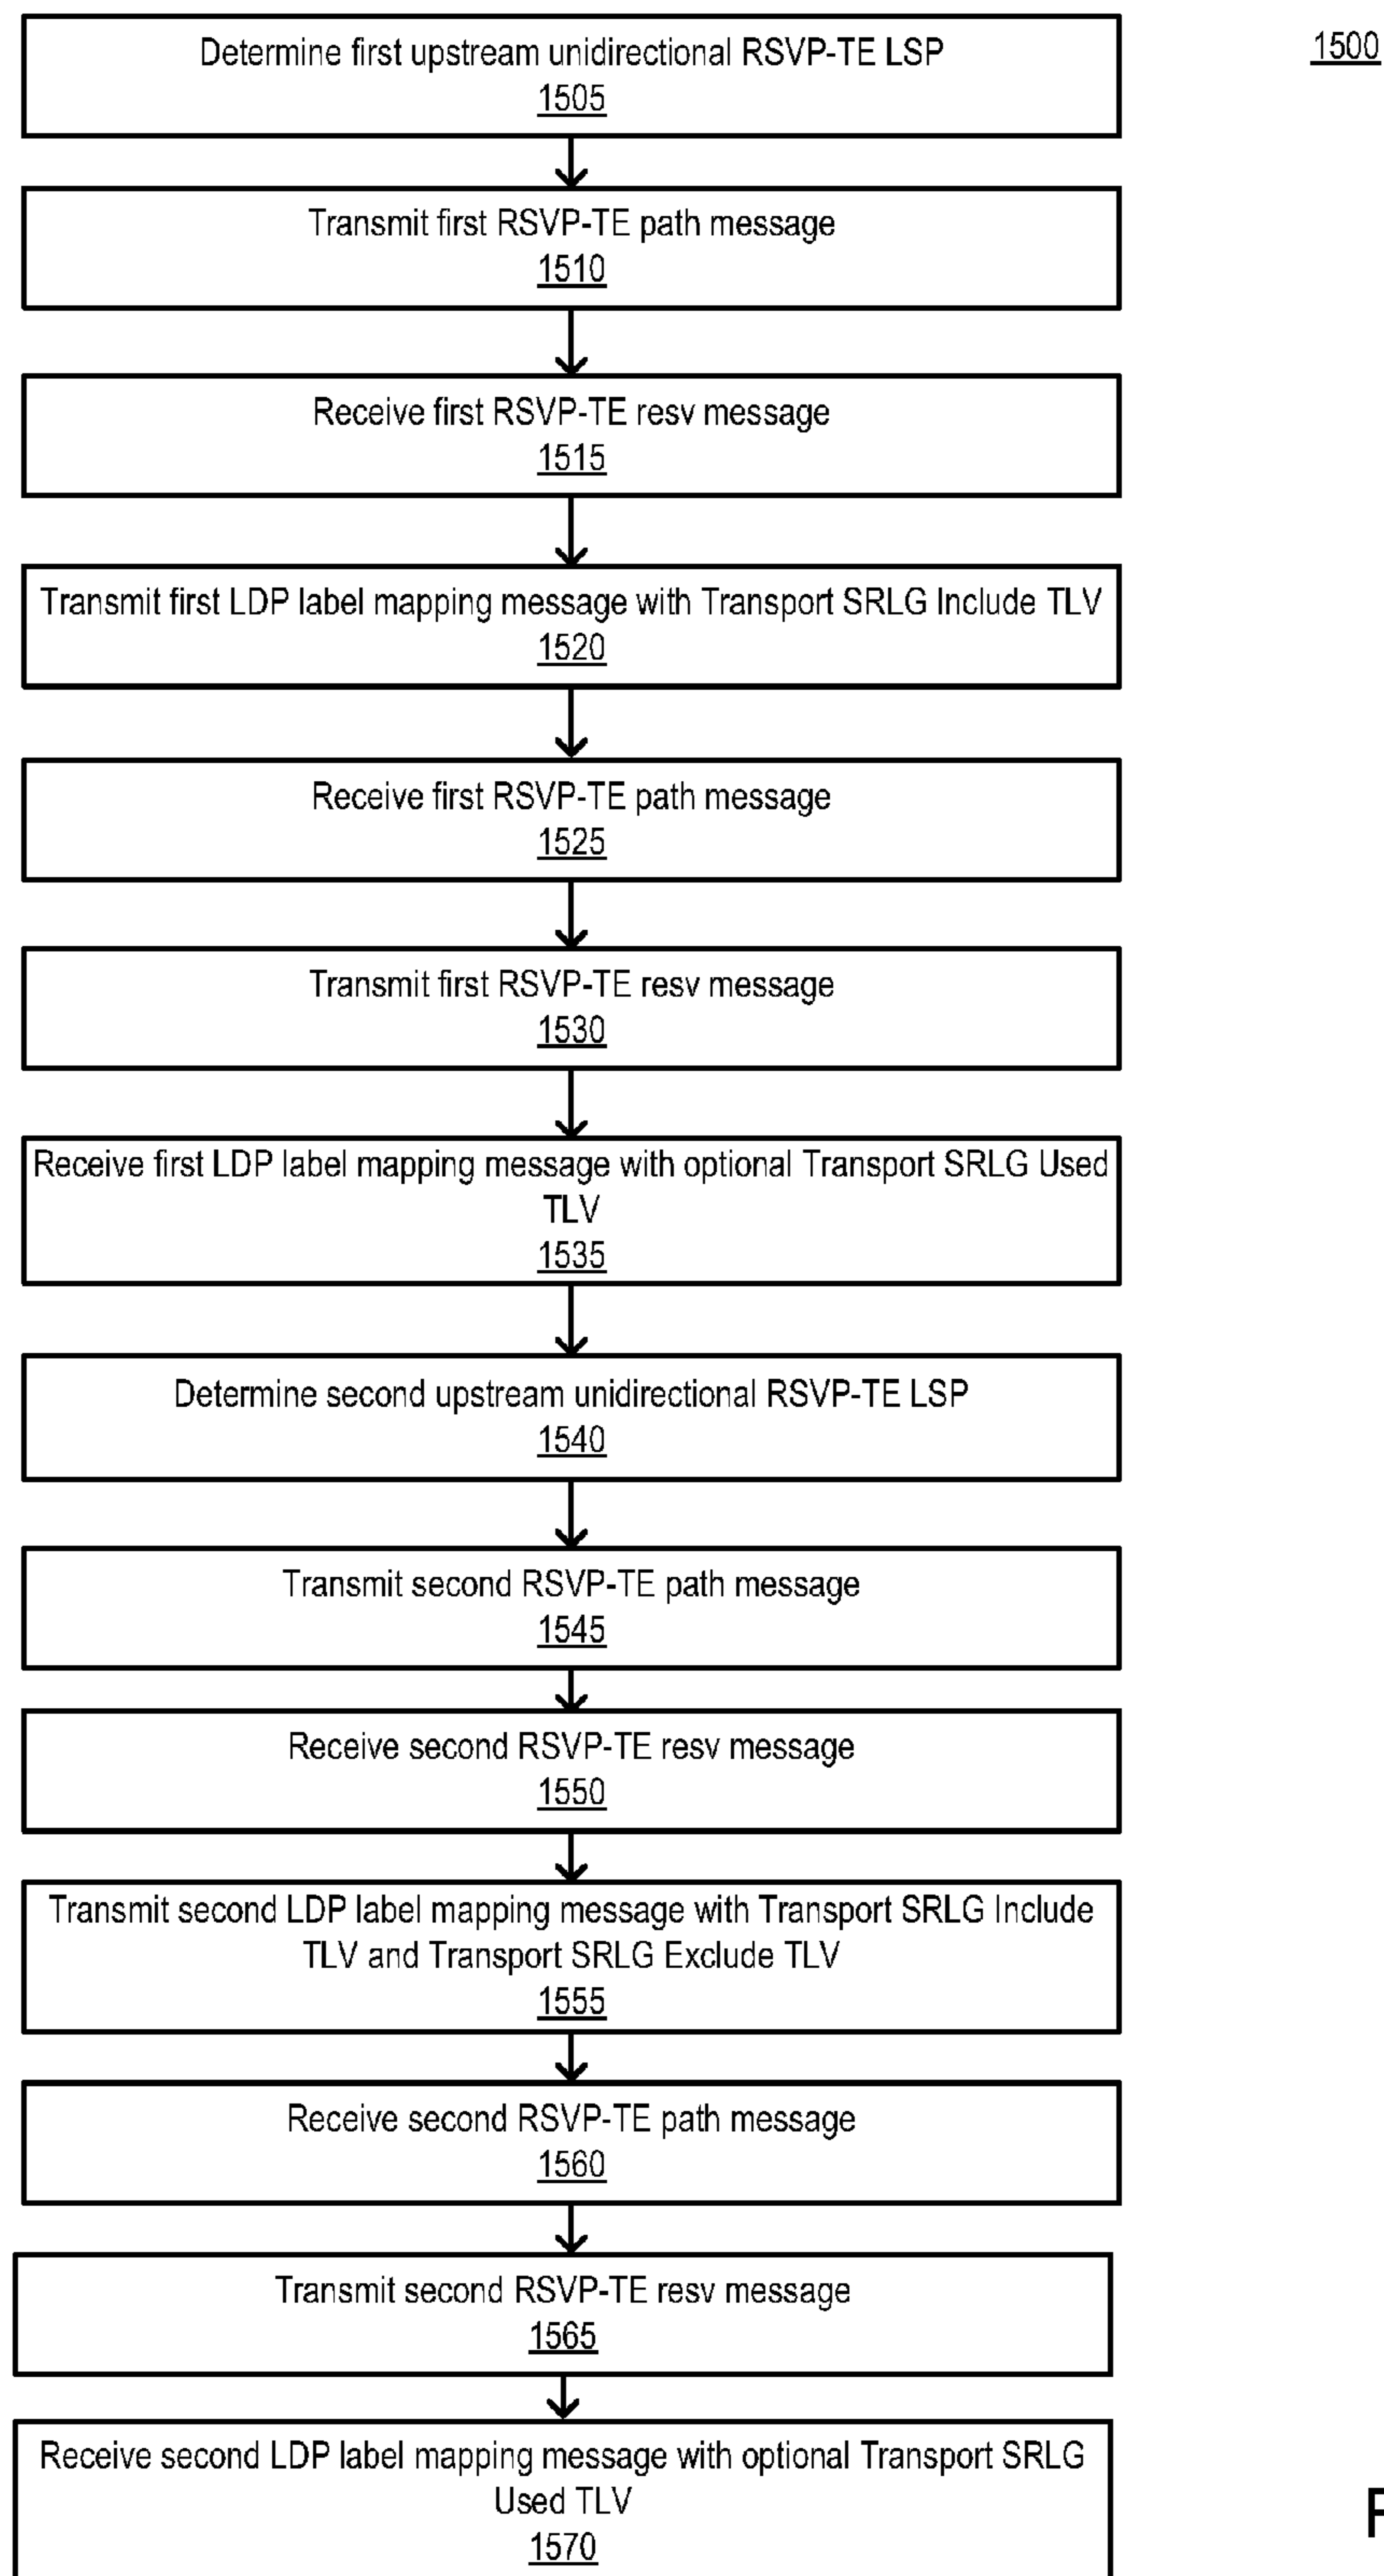 1500
Determine first upstream unidirectional RSVP-TE LSP
1505
Transmit first RSVP-TE path message
1510
Receive first RSVP-TE resv message
1515
Transmit first LDP label mapping message with Transport SRLG Include TLV
1520
Receive first RSVP-TE path message
1525
Transmit first RSVP-TE resv message
1530
Receive first LDP label mapping message with optional Transport SRLG Used
TLV
1535
Determine second upstream unidirectional RSVP-TE LSP
1540
Transmit second RSVP-TE path message
1545
Receive second RSVP-TE resv message
1550
Transmit second LDP label mapping message with Transport SRLG Include
TLV and Transport SRLG Exclude TLV
1555
Receive second RSVP-TE path message
1560
Transmit second RSVP-TE resv message
1565
Receive second LDP label mapping message with optional Transport SRLG
Used TLV
1570